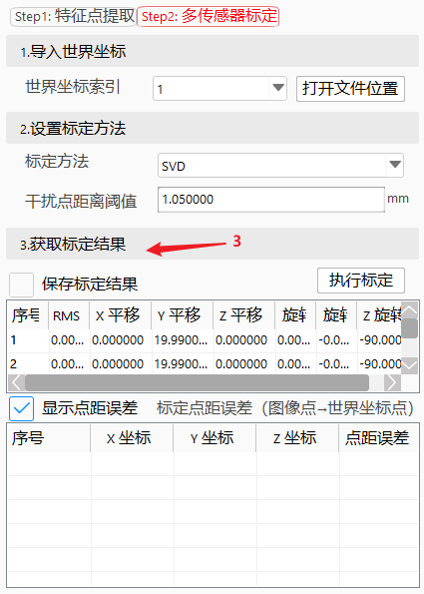 Step1: 特征点提取 Step2: 多传感器标定
1.导入世界坐标
世界坐标索引 1 打开文件位置
2.设置标定方法
标定方法 SVD
干扰点距离阈值 1.050000 mm
3.获取标定结果 3
保存标定结果 执行标定
序号 RMS X 平移 Y 平移 Z 平移 旋转 旋转 Z 旋转
1 0.00... 0.000000 19.9900... 0.000000 0.00... -0.0... -90.0000
2 0.00... 0.000000 19.9900... 0.000000 0.00... -0.0... -90.0000
显示点距误差 标定点距误差（图像点→世界坐标点）
序号 X 坐标 Y 坐标 Z 坐标 点距误差